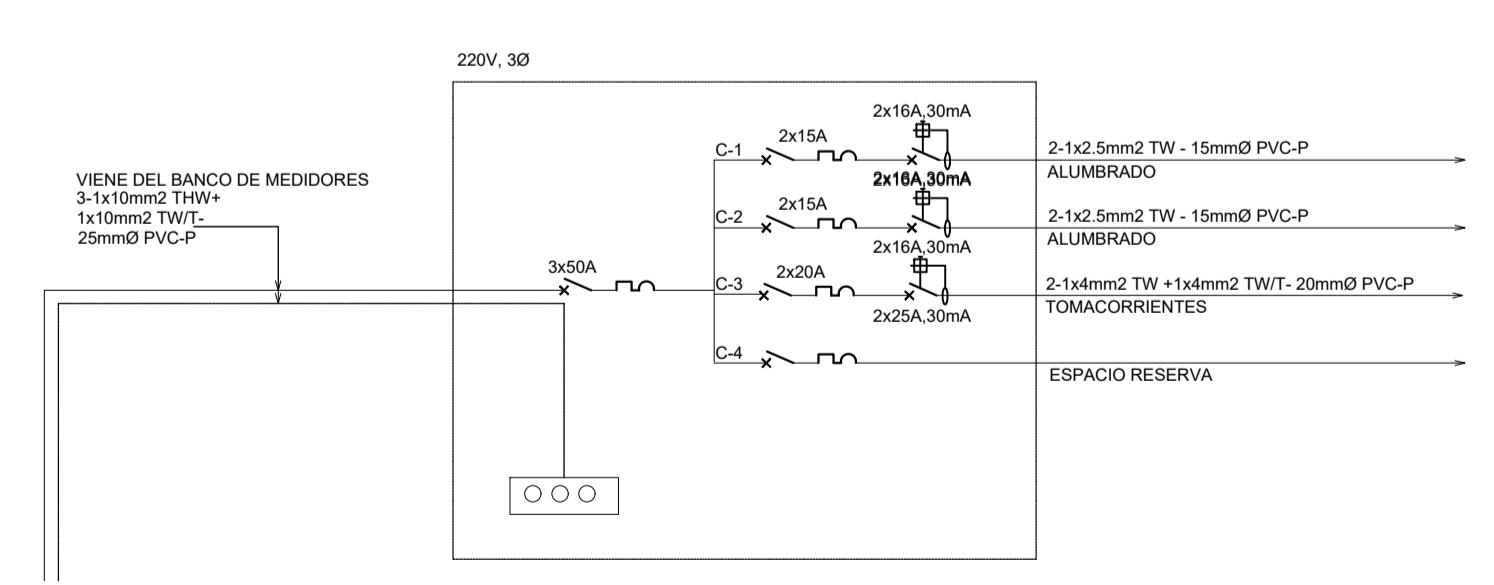 220V, 3Ø
VIENE DEL BANCO DE MEDIDORES
3-1x10mm2 THW+
1x10mm2 TW/T-
25mmØ PVC-P
3x50A
C-1
2x15A
2x16A,30mA
2-1x2.5mm2 TW - 15mmØ PVC-P
ALUMBRADO
C-2
2x15A
2x16A,30mA
2-1x2.5mm2 TW - 15mmØ PVC-P
ALUMBRADO
C-3
2x20A
2x16A,30mA
2x25A,30mA
2-1x4mm2 TW +1x4mm2 TW/T- 20mmØ PVC-P
TOMACORRIENTES
C-4
ESPACIO RESERVA